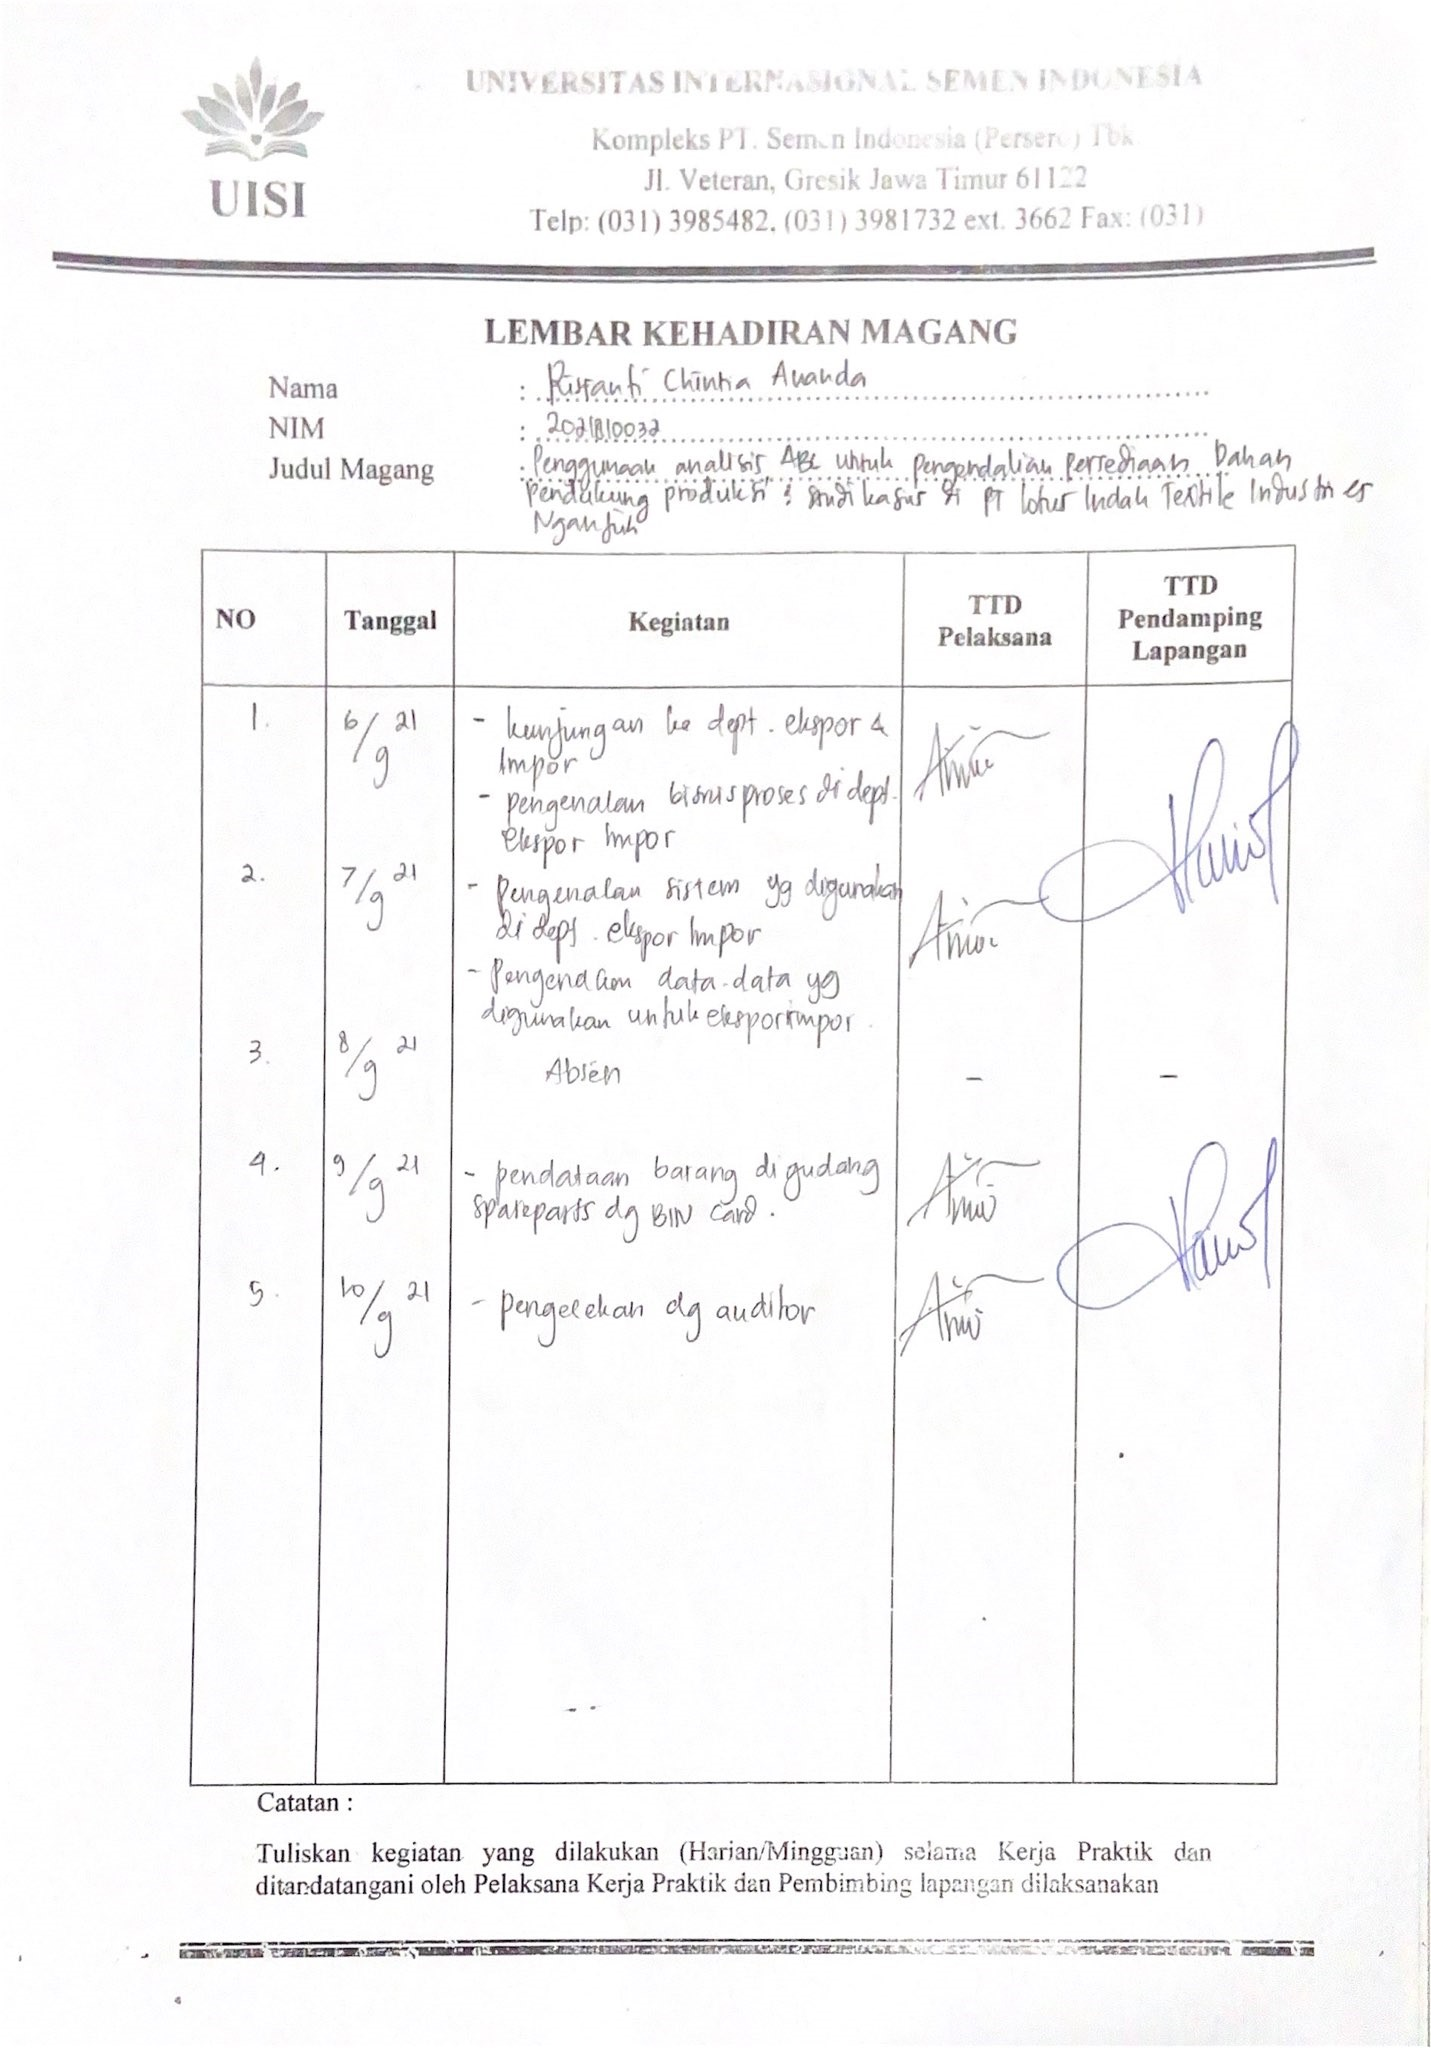 UISI
UNIVERSITAS INTERNASIONAL SEMEN INDONESIA
Kompleks PT. Semen Indonesia (Persero) Tbk
Jl. Veteran, Gresik Jawa Timur 61122
Telp: (031) 3985482, (031) 3981732 ext. 3662 Fax: (031)
LEMBAR KEHADIRAN MAGANG
Nama : Ristanti Chintia Ananda
NIM : 2021810032
Judul Magang : Penggunaan analisis ABC untuk pengendalian persediaan bahan
pendukung produksi : studi kasus di PT Lotus Indah Textile Industries
Nganjuk
NO Tanggal Kegiatan TTD Pelaksana TTD Pendamping Lapangan
1. 6/9 21 - kunjungan ke dept. ekspor &
Impor
- pengenalan bisnis proses di dept.
ekspor Impor
2. 7/9 21 - Pengenalan sistem yg digunakan
di dept. ekspor Impor
- Pengenalan data-data yg
digunakan untuk ekspor impor.
3. 8/9 21 Absen - -
4. 9/9 21 - pendataan barang di gudang
spareparts dg BIN Card.
5. 10/9 21 - pengecekan dg auditor
Catatan :
Tuliskan kegiatan yang dilakukan (Harian/Mingguan) selama Kerja Praktik dan
ditandatangani oleh Pelaksana Kerja Praktik dan Pembimbing lapangan dilaksanakan